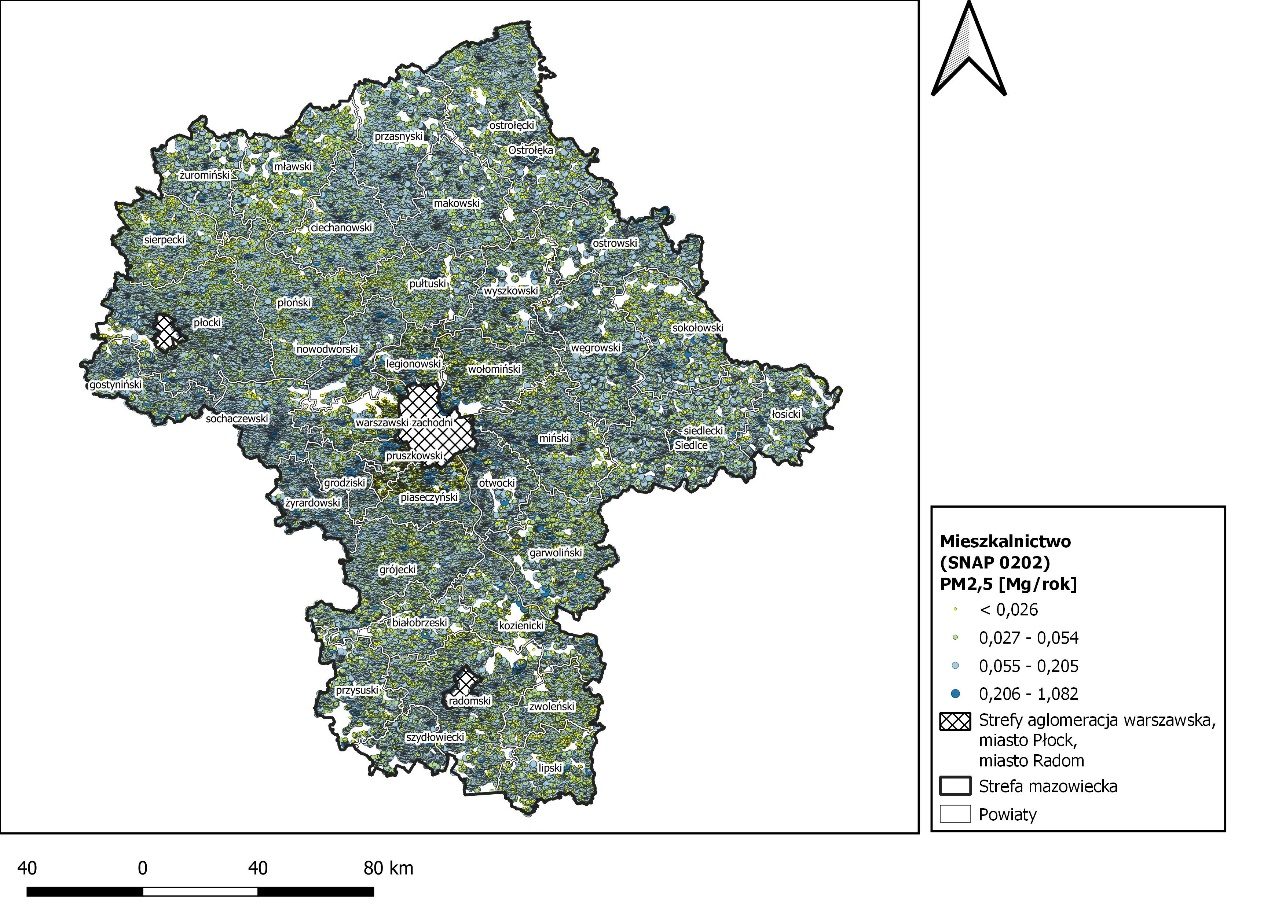 ostrołęcki
przasnyski
Ostrołęka
mławski
żuromiński
makowski
ciechanowski
sierpecki
ostrowski
pułtuski
wyszkowski
płoński
płocki
sokołowski
nowodworski
węgrowski
legionowski
wołomiński
gostyniński
łosicki
sochaczewski
warszawski zachodni
siedlecki
miński
Siedlce
pruszkowski
grodziski
otwocki
żyrardowski
piaseczyński
garwoliński
grójecki
białobrzeski
kozienicki
przysuski
radomski
zwoleński
szydłowiecki
lipski
Mieszkalnictwo
(SNAP 0202)
PM2,5 [Mg/rok]
< 0,026
0,027 - 0,054
0,055 - 0,205
0,206 - 1,082
Strefy aglomeracja warszawska,
miasto Płock,
miasto Radom
Strefa mazowiecka
Powiaty
40 0 40 80 km